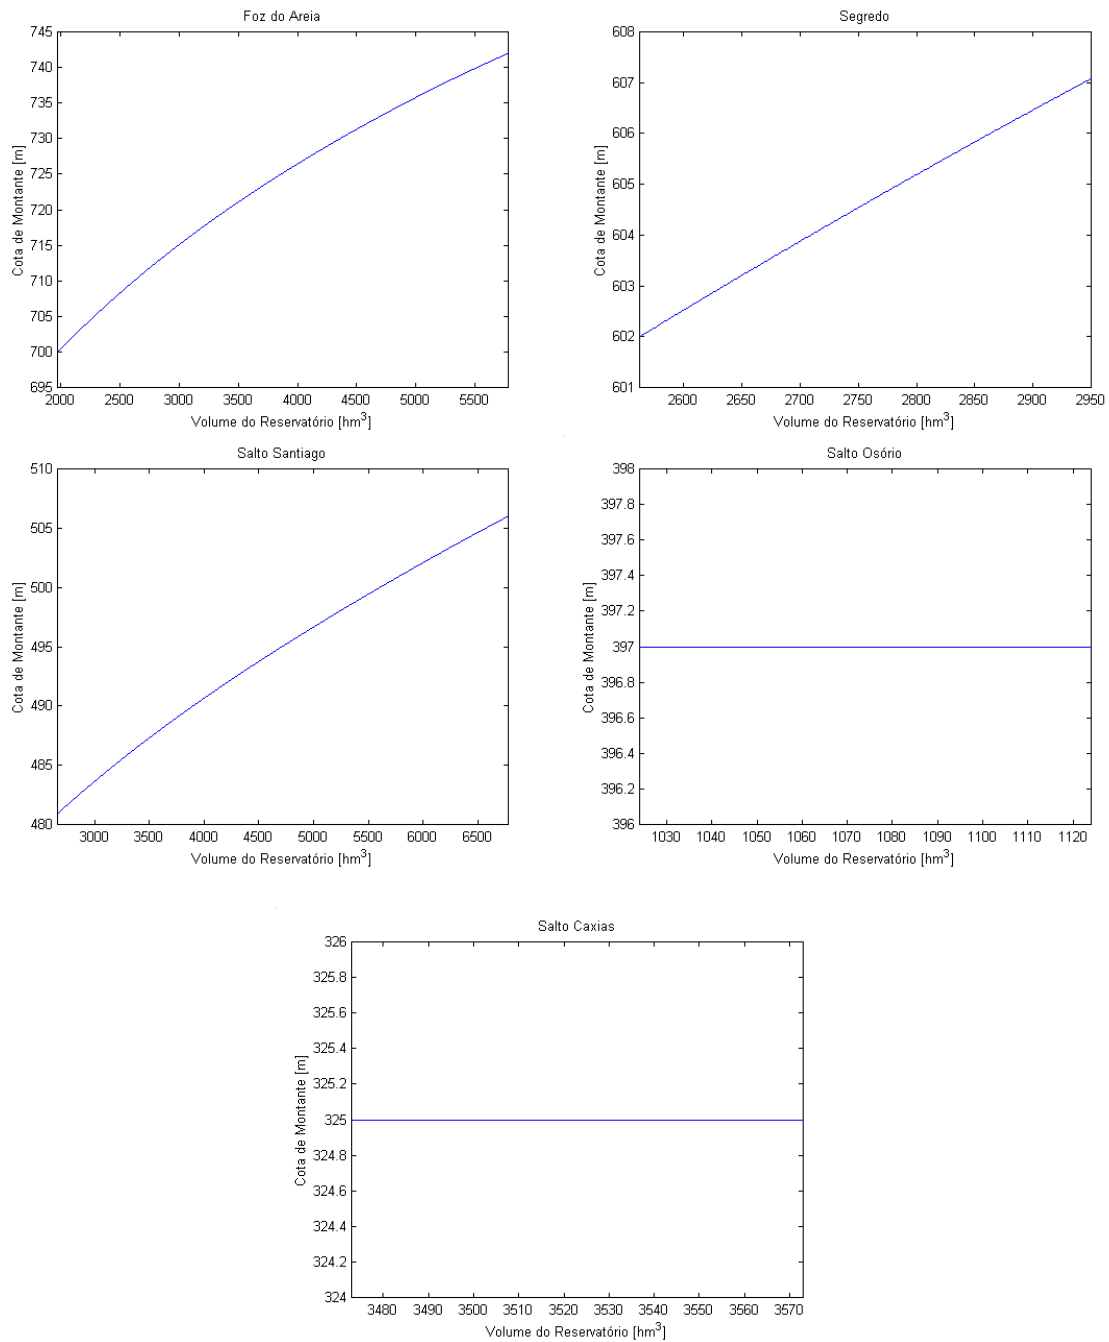 Foz do Areia
745
740
735
730
725
720
715
710
705
700
695
Cota de Montante [m]
2000 2500 3000 3500 4000 4500 5000 5500
Volume do Reservatório [hm³]
Segredo
608
607
606
605
604
603
602
601
Cota de Montante [m]
2600 2650 2700 2750 2800 2850 2900 2950
Volume do Reservatório [hm³]
Salto Santiago
510
505
500
495
490
485
480
Cota de Montante [m]
3000 3500 4000 4500 5000 5500 6000 6500
Volume do Reservatório [hm³]
Salto Osório
398
397.8
397.6
397.4
397.2
397
396.8
396.6
396.4
396.2
396
Cota de Montante [m]
1030 1040 1050 1060 1070 1080 1090 1100 1110 1120
Volume do Reservatório [hm³]
Salto Caxias
326
325.8
325.6
325.4
325.2
325
324.8
324.6
324.4
324.2
324
Cota de Montante [m]
3480 3490 3500 3510 3520 3530 3540 3550 3560 3570
Volume do Reservatório [hm³]